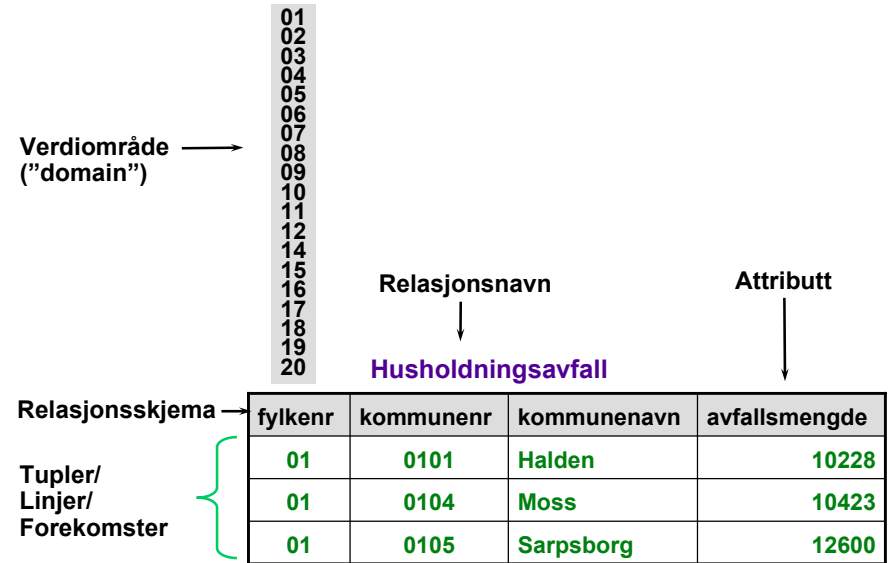 01
02
03
04
05
06
07
08
09
10
11
12
14
15
16
17
18
19
20
Verdiområde
(”domain”)
Relasjonsnavn
Attributt
Husholdningsavfall
Relasjonsskjema
fylkenr kommunenr kommunenavn avfallsmengde
Tupler/
Linjer/
Forekomster
01 0101 Halden 10228
01 0104 Moss 10423
01 0105 Sarpsborg 12600